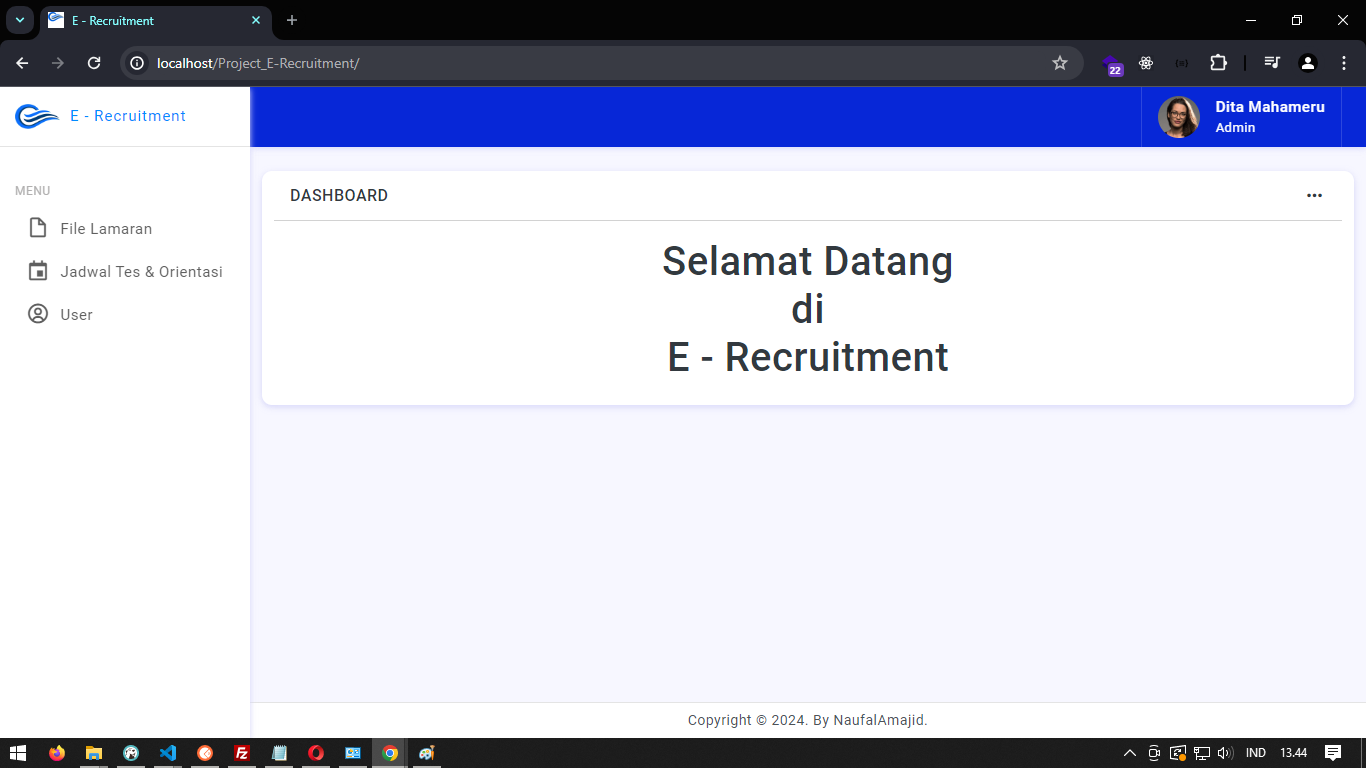 E - Recruitment
localhost/Project_E-Recruitment/
22
E - Recruitment
Dita Mahameru
Admin
MENU
File Lamaran
Jadwal Tes & Orientasi
User
DASHBOARD
Selamat Datang
di
E - Recruitment
Copyright © 2024. By NaufalAmajid.
IND
13.44